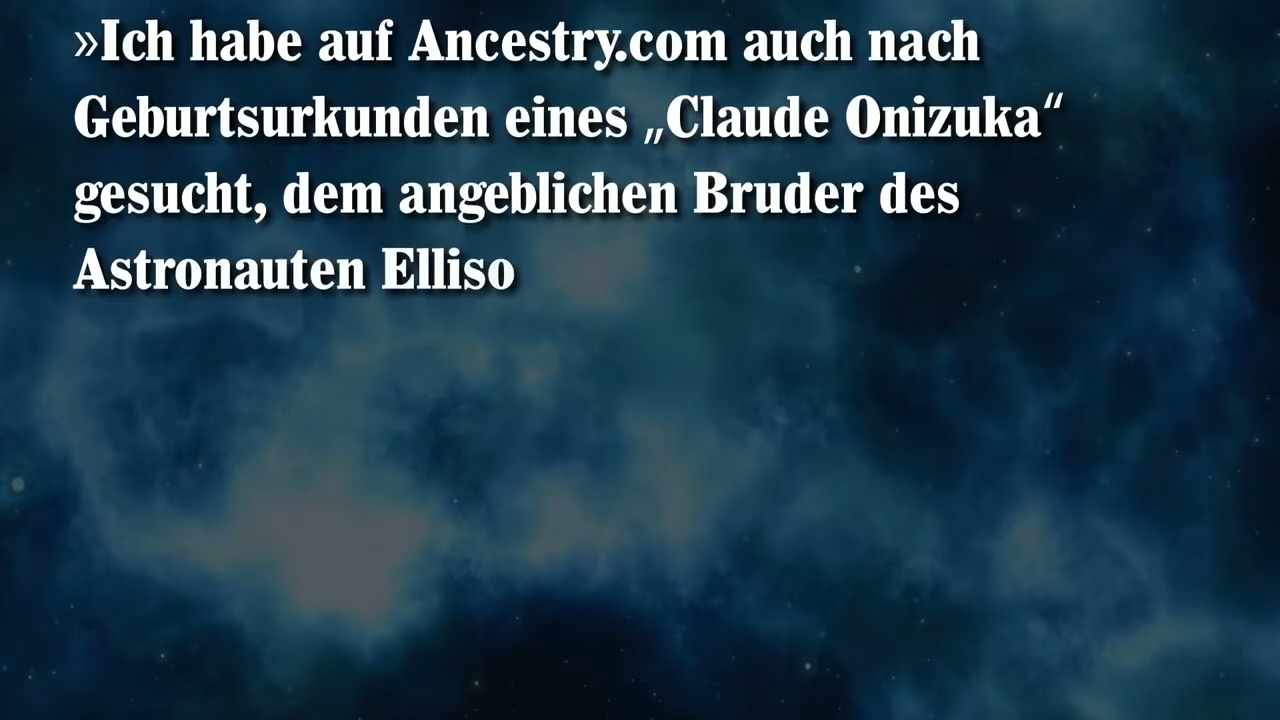 »Ich habe auf Ancestry.com auch nach
Geburtsurkunden eines „Claude Onizuka“
gesucht, dem angeblichen Bruder des
Astronauten Elliso